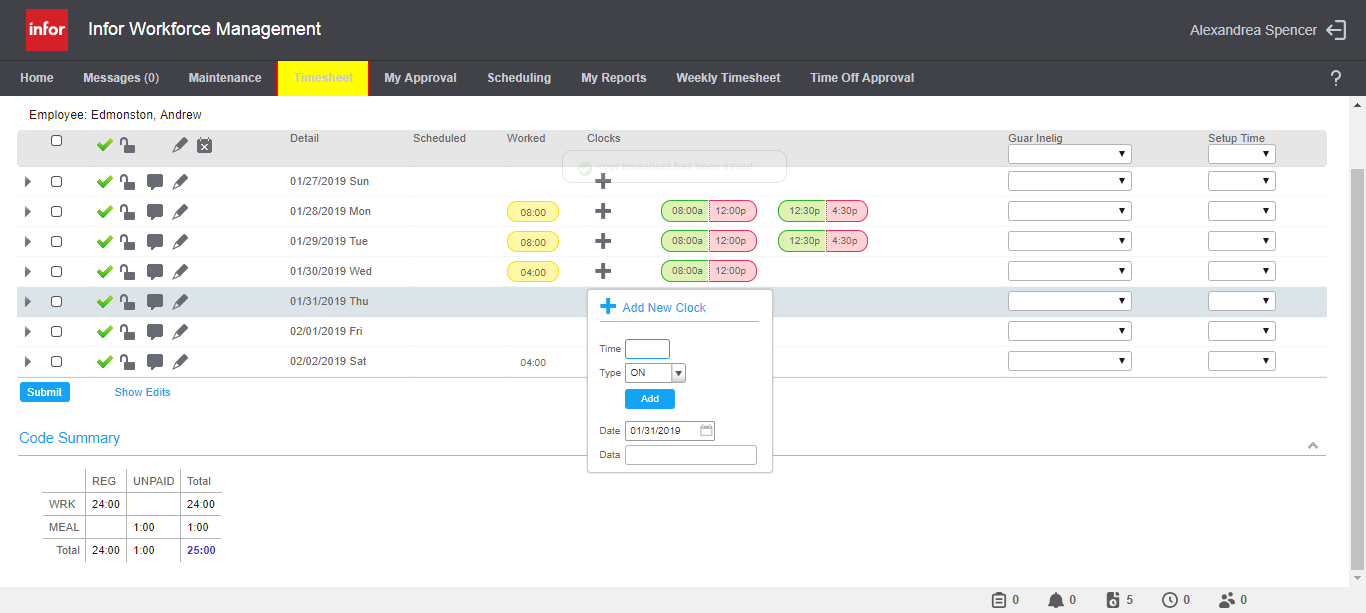 infor Infor Workforce Management Alexandrea Spencer
Home Messages (0) Maintenance Timesheet My Approval Scheduling My Reports Weekly Timesheet Time Off Approval ?
Employee: Edmonston, Andrew
Detail Scheduled Worked Clocks Guar Inelig Setup Time
Your timesheet has been saved
01/27/2019 Sun
01/28/2019 Mon 08:00 08:00a 12:00p 12:30p 4:30p
01/29/2019 Tue 08:00 08:00a 12:00p 12:30p 4:30p
01/30/2019 Wed 04:00 08:00a 12:00p
01/31/2019 Thu
02/01/2019 Fri
02/02/2019 Sat 04:00
Add New Clock
Time
Type ON
Add
Date 01/31/2019
Data
Submit Show Edits
Code Summary
REG UNPAID Total
WRK 24:00 24:00
MEAL 1:00 1:00
Total 24:00 1:00 25:00
0 0 5 0 0